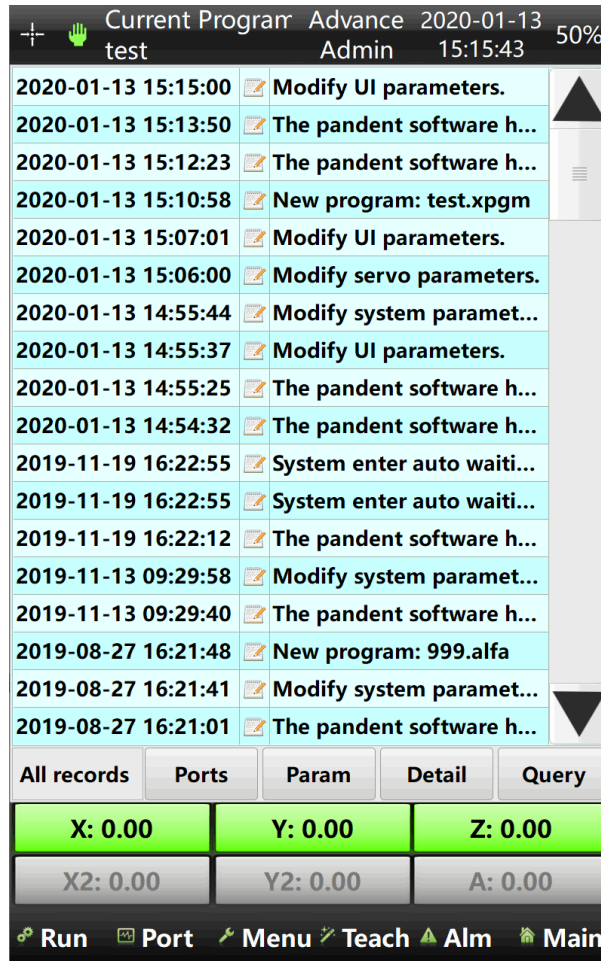 Current Program Advance 2020-01-13 50%
test Admin 15:15:43
2020-01-13 15:15:00 Modify UI parameters.
2020-01-13 15:13:50 The pandent software h...
2020-01-13 15:12:23 The pandent software h...
2020-01-13 15:10:58 New program: test.xpgm
2020-01-13 15:07:01 Modify UI parameters.
2020-01-13 15:06:00 Modify servo parameters.
2020-01-13 14:55:44 Modify system paramet...
2020-01-13 14:55:37 Modify UI parameters.
2020-01-13 14:55:25 The pandent software h...
2020-01-13 14:54:32 The pandent software h...
2019-11-19 16:22:55 System enter auto waiti...
2019-11-19 16:22:55 System enter auto waiti...
2019-11-19 16:22:12 The pandent software h...
2019-11-13 09:29:58 Modify system paramet...
2019-11-13 09:29:40 The pandent software h...
2019-08-27 16:21:48 New program: 999.alfa
2019-08-27 16:21:41 Modify system paramet...
2019-08-27 16:21:01 The pandent software h...
All records Ports Param Detail Query
X: 0.00 Y: 0.00 Z: 0.00
X2: 0.00 Y2: 0.00 A: 0.00
Run Port Menu Teach Alm Main